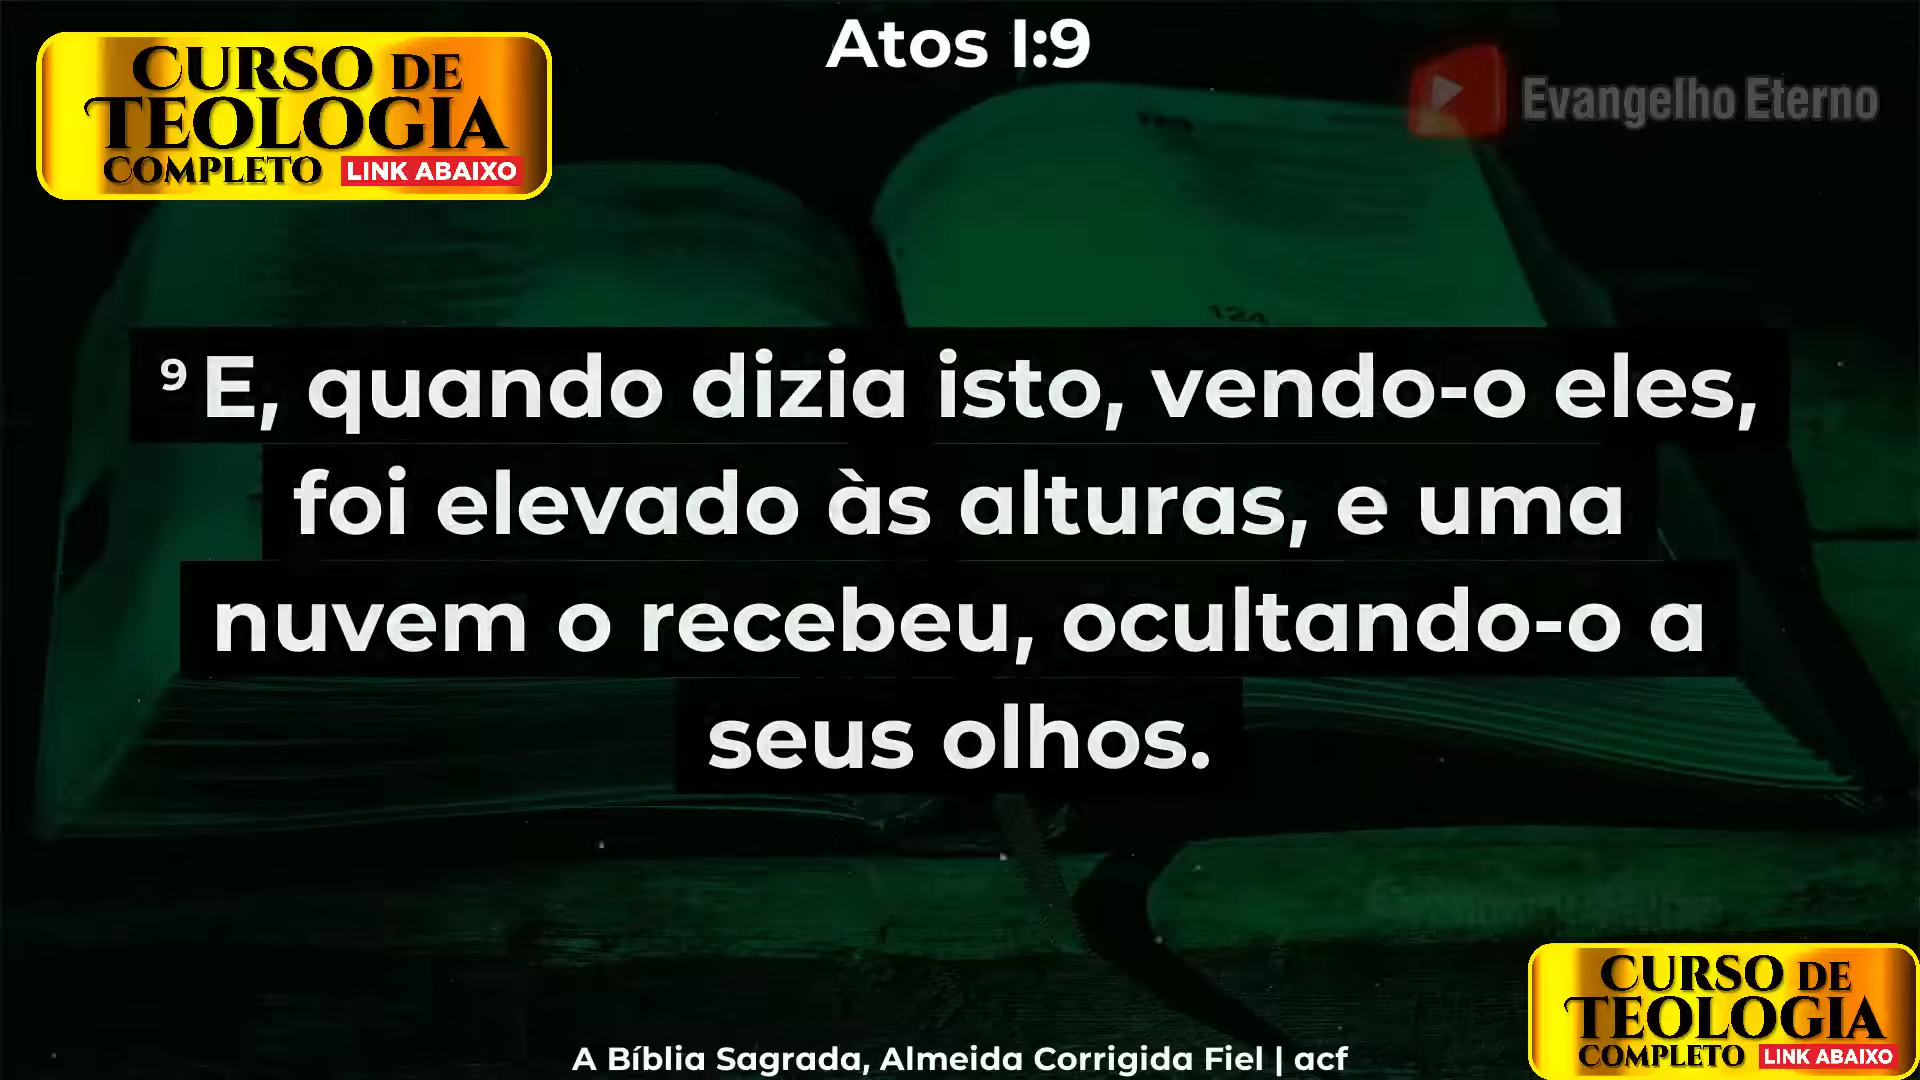 Atos 1:9
CURSO DE
TEOLOGIA
COMPLETO LINK ABAIXO
Evangelho Eterno
124
9 E, quando dizia isto, vendo-o eles,
foi elevado às alturas, e uma
nuvem o recebeu, ocultando-o a
seus olhos.
CURSO DE
TEOLOGIA
COMPLETO LINK ABAIXO
A Bíblia Sagrada, Almeida Corrigida Fiel | acf